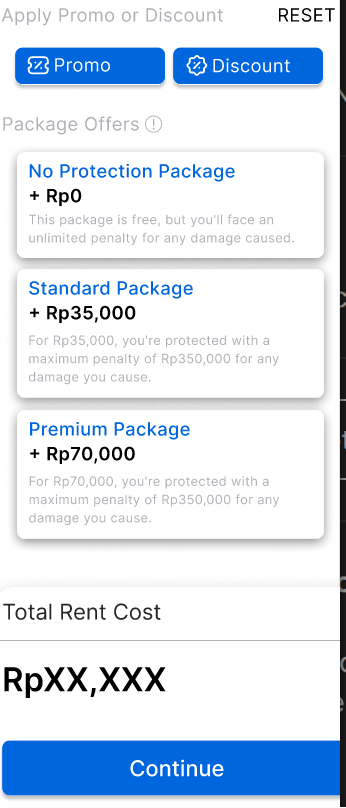 Apply Promo or Discount
RESET
Promo
Discount
Package Offers
No Protection Package
+ Rp0
This package is free, but you'll face an
unlimited penalty for any damage caused.
Standard Package
+ Rp35,000
For Rp35,000, you're protected with a
maximum penalty of Rp350,000 for any
damage you cause.
Premium Package
+ Rp70,000
For Rp70,000, you're protected with a
maximum penalty of Rp350,000 for any
damage you cause.
Total Rent Cost
RpXX,XXX
Continue